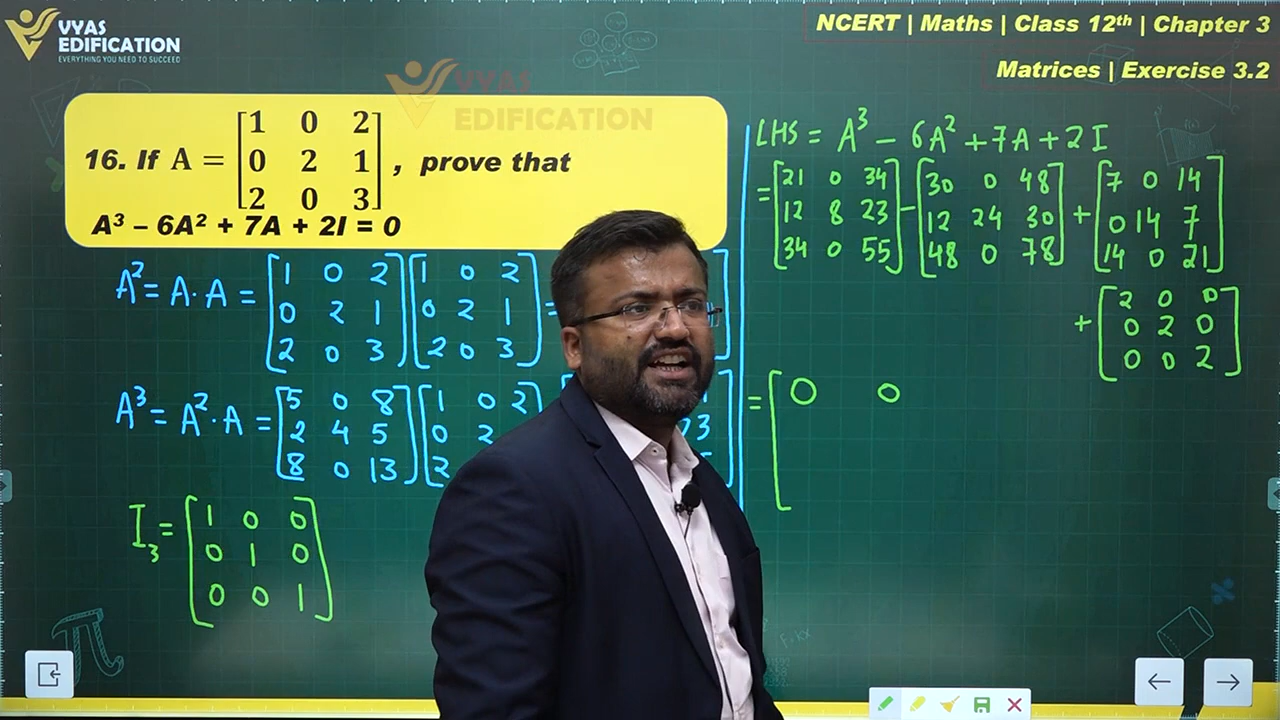 VYAS
EDIFICATION
EVERYTHING YOU NEED TO SUCCEED
NCERT | Maths | Class 12th | Chapter 3
Matrices | Exercise 3.2
VYAS
EDIFICATION
1 0 2
16. If A = 0 2 1 , prove that
2 0 3
A³ – 6A² + 7A + 2I = 0
1 0 2 1 0 2
A² = A·A = 0 2 1 0 2 1 =
2 0 3 2 0 3
5 0 8 1 0 2
A³ = A²·A = 2 4 5 0 2 23
8 0 13 2
1 0 0
I₃ = 0 1 0
0 0 1
LHS = A³ – 6A² + 7A + 2I
21 0 34 30 0 48 7 0 14
= 12 8 23 – 12 24 30 + 0 14 7
34 0 55 48 0 78 14 0 21
2 0 0
+ 0 2 0
0 0 2
= 0 0